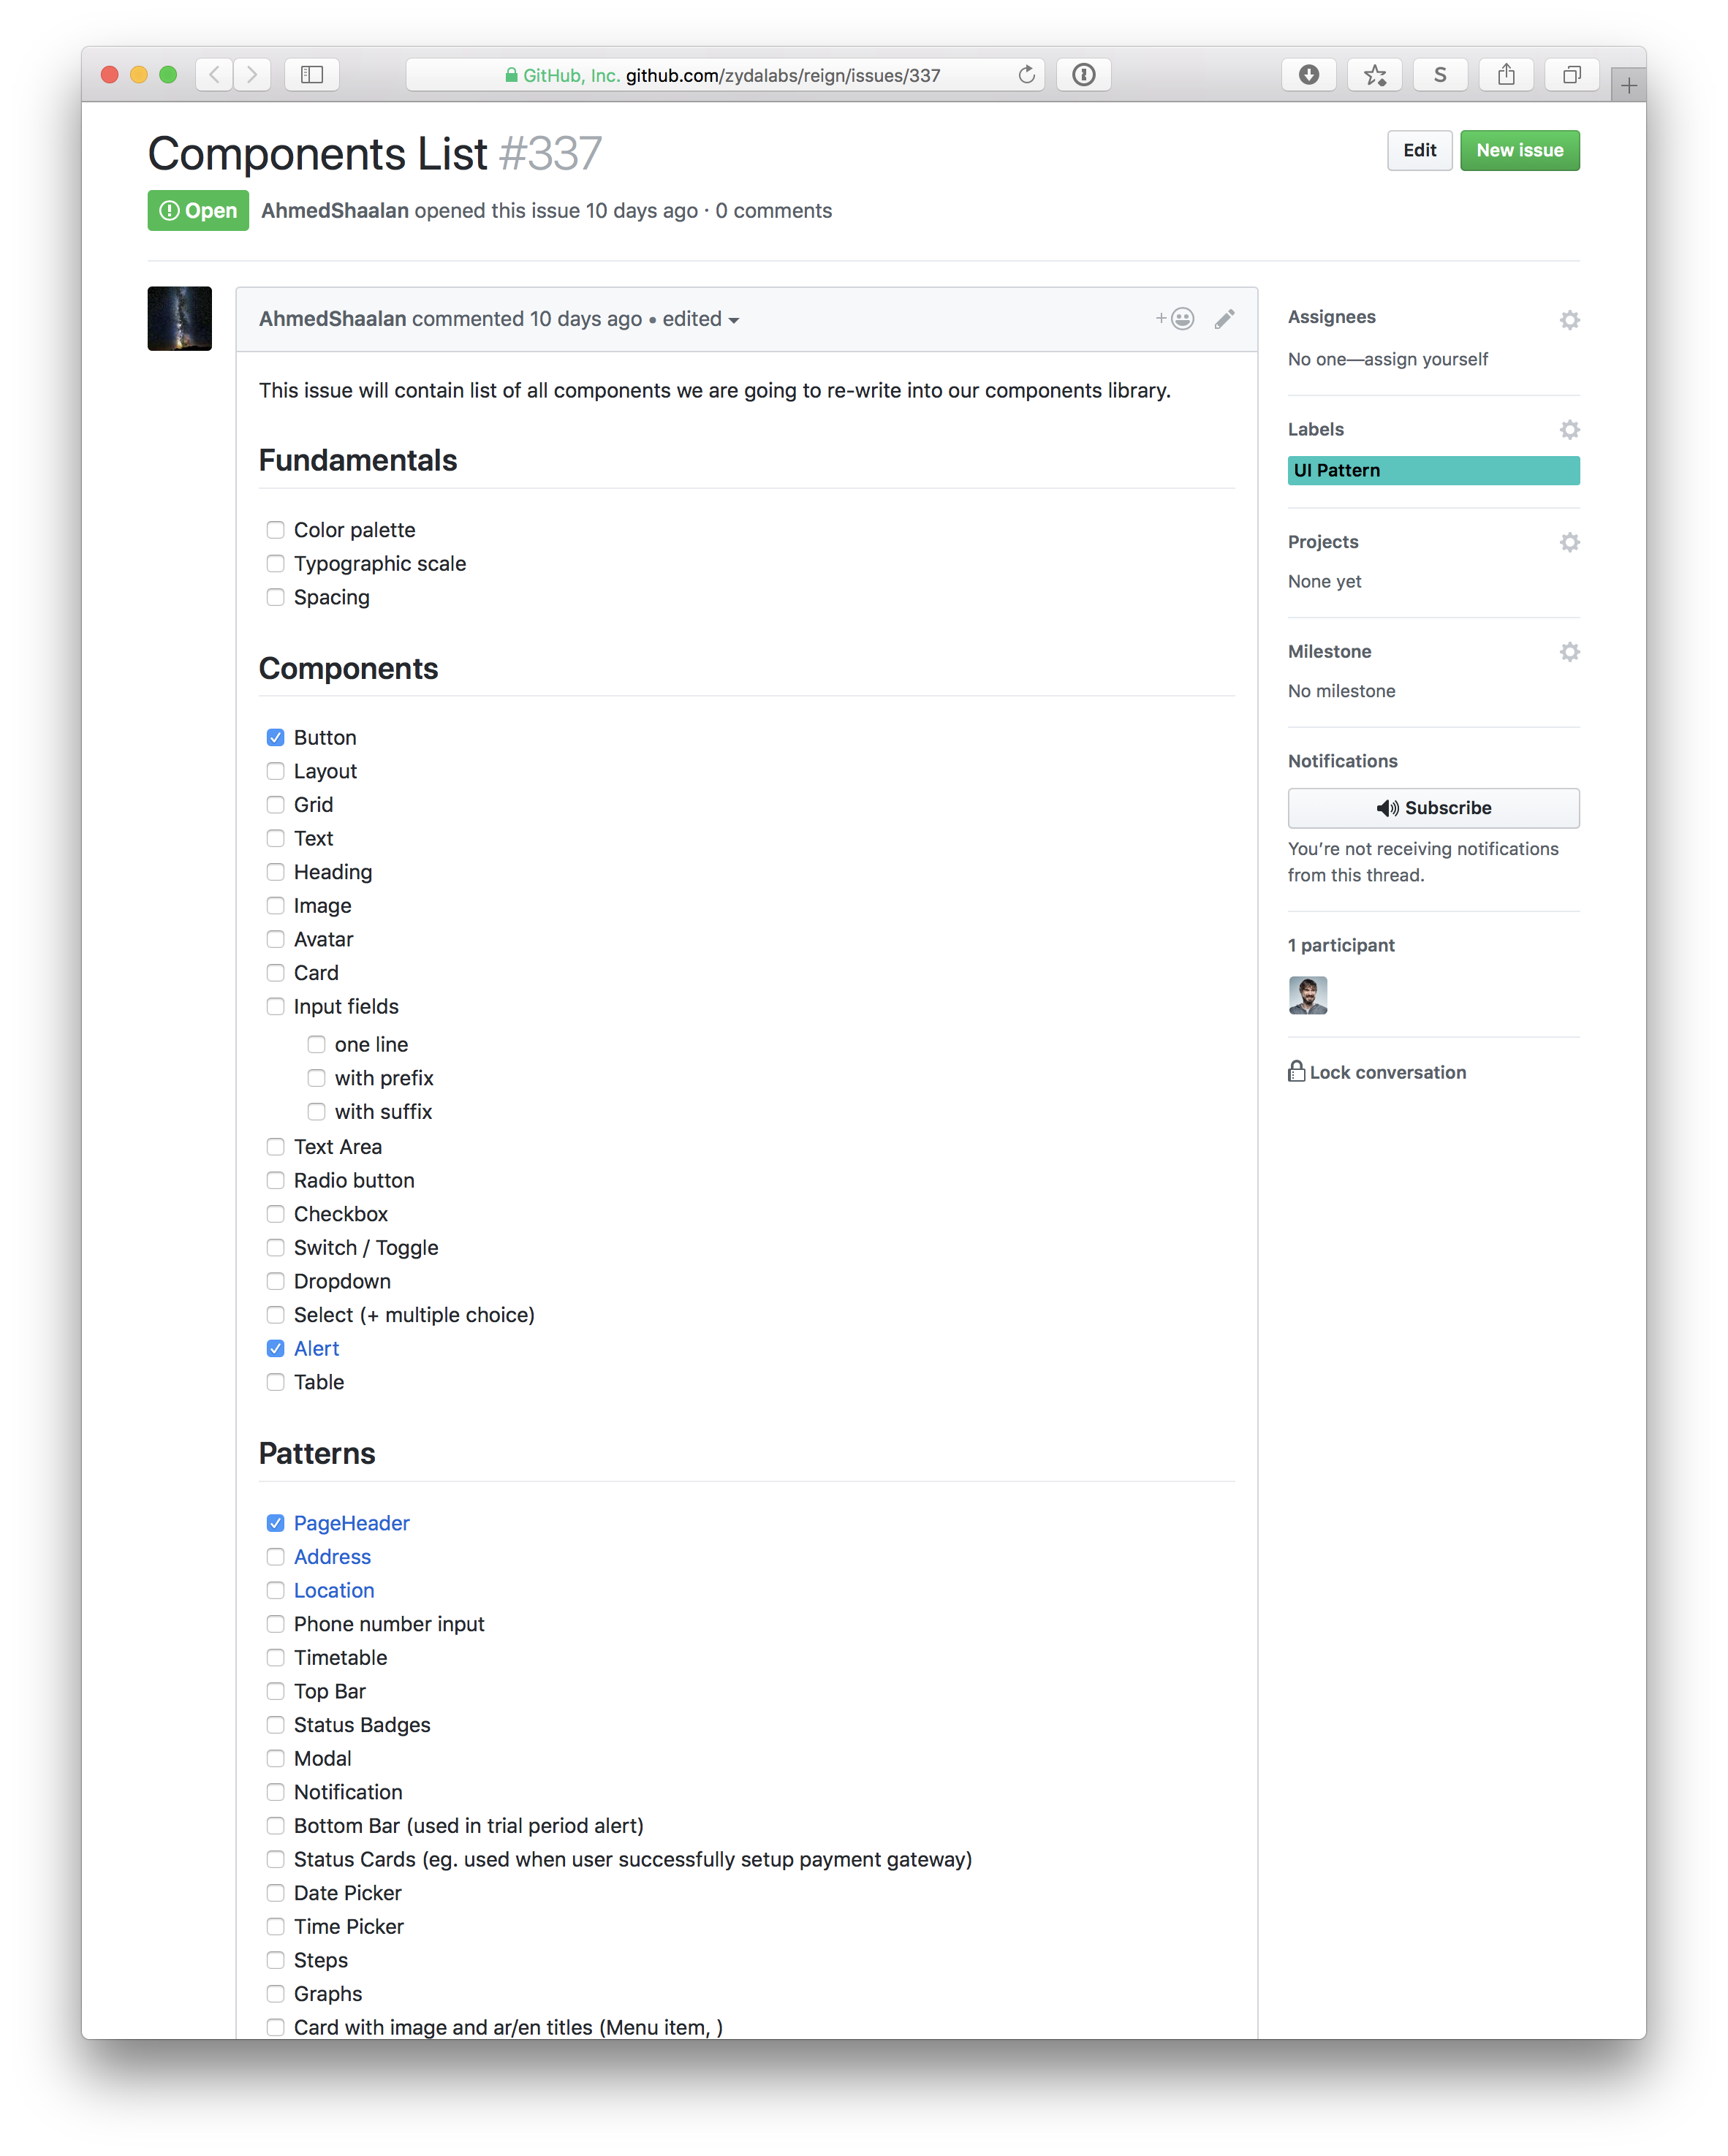 GitHub, Inc. github.com/zydalabs/reign/issues/337
S
Components List #337
Edit
New issue
Open
AhmedShaalan opened this issue 10 days ago · 0 comments
AhmedShaalan commented 10 days ago • edited
This issue will contain list of all components we are going to re-write into our components library.
Fundamentals
Color palette
Typographic scale
Spacing
Components
Button
Layout
Grid
Text
Heading
Image
Avatar
Card
Input fields
one line
with prefix
with suffix
Text Area
Radio button
Checkbox
Switch / Toggle
Dropdown
Select (+ multiple choice)
Alert
Table
Patterns
PageHeader
Address
Location
Phone number input
Timetable
Top Bar
Status Badges
Modal
Notification
Bottom Bar (used in trial period alert)
Status Cards (eg. used when user successfully setup payment gateway)
Date Picker
Time Picker
Steps
Graphs
Card with image and ar/en titles (Menu item, )
Assignees
No one—assign yourself
Labels
UI Pattern
Projects
None yet
Milestone
No milestone
Notifications
Subscribe
You’re not receiving notifications
from this thread.
1 participant
Lock conversation